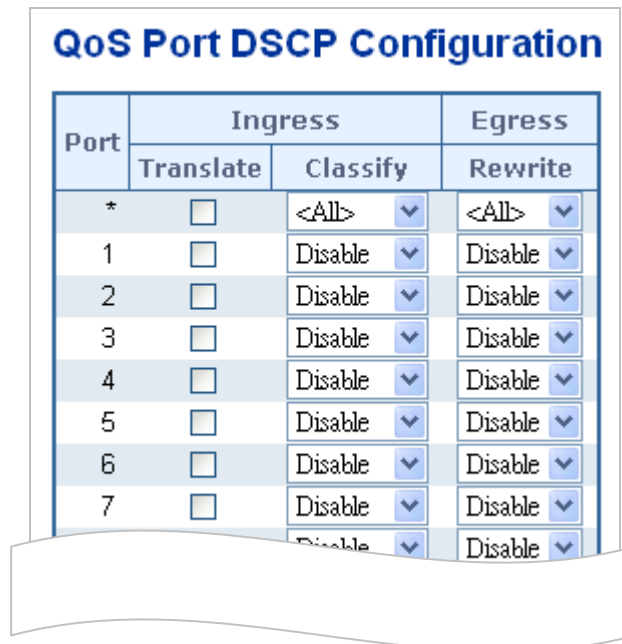 QoS Port DSCP Configuration
Port Ingress Egress
Translate Classify Rewrite
* <All> <All>
1 Disable Disable
2 Disable Disable
3 Disable Disable
4 Disable Disable
5 Disable Disable
6 Disable Disable
7 Disable Disable
Disable Disable